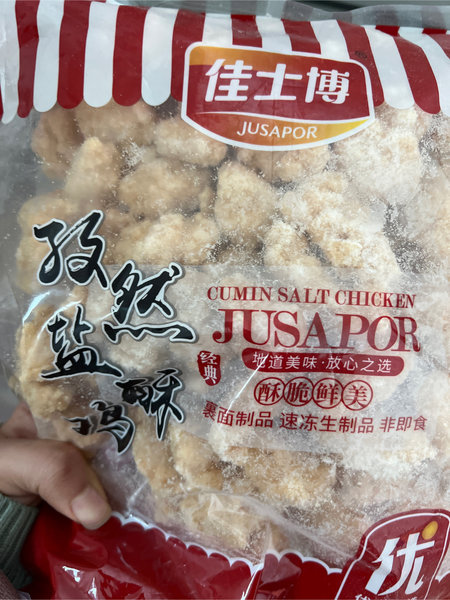 佳士博
JUSAPOR
孜然
盐酥
鸡
CUMIN SALT CHICKEN
JUSAPOR
经典
地道美味·放心之选
酥脆鲜美
裹面制品 速冻生制品 非即食
优